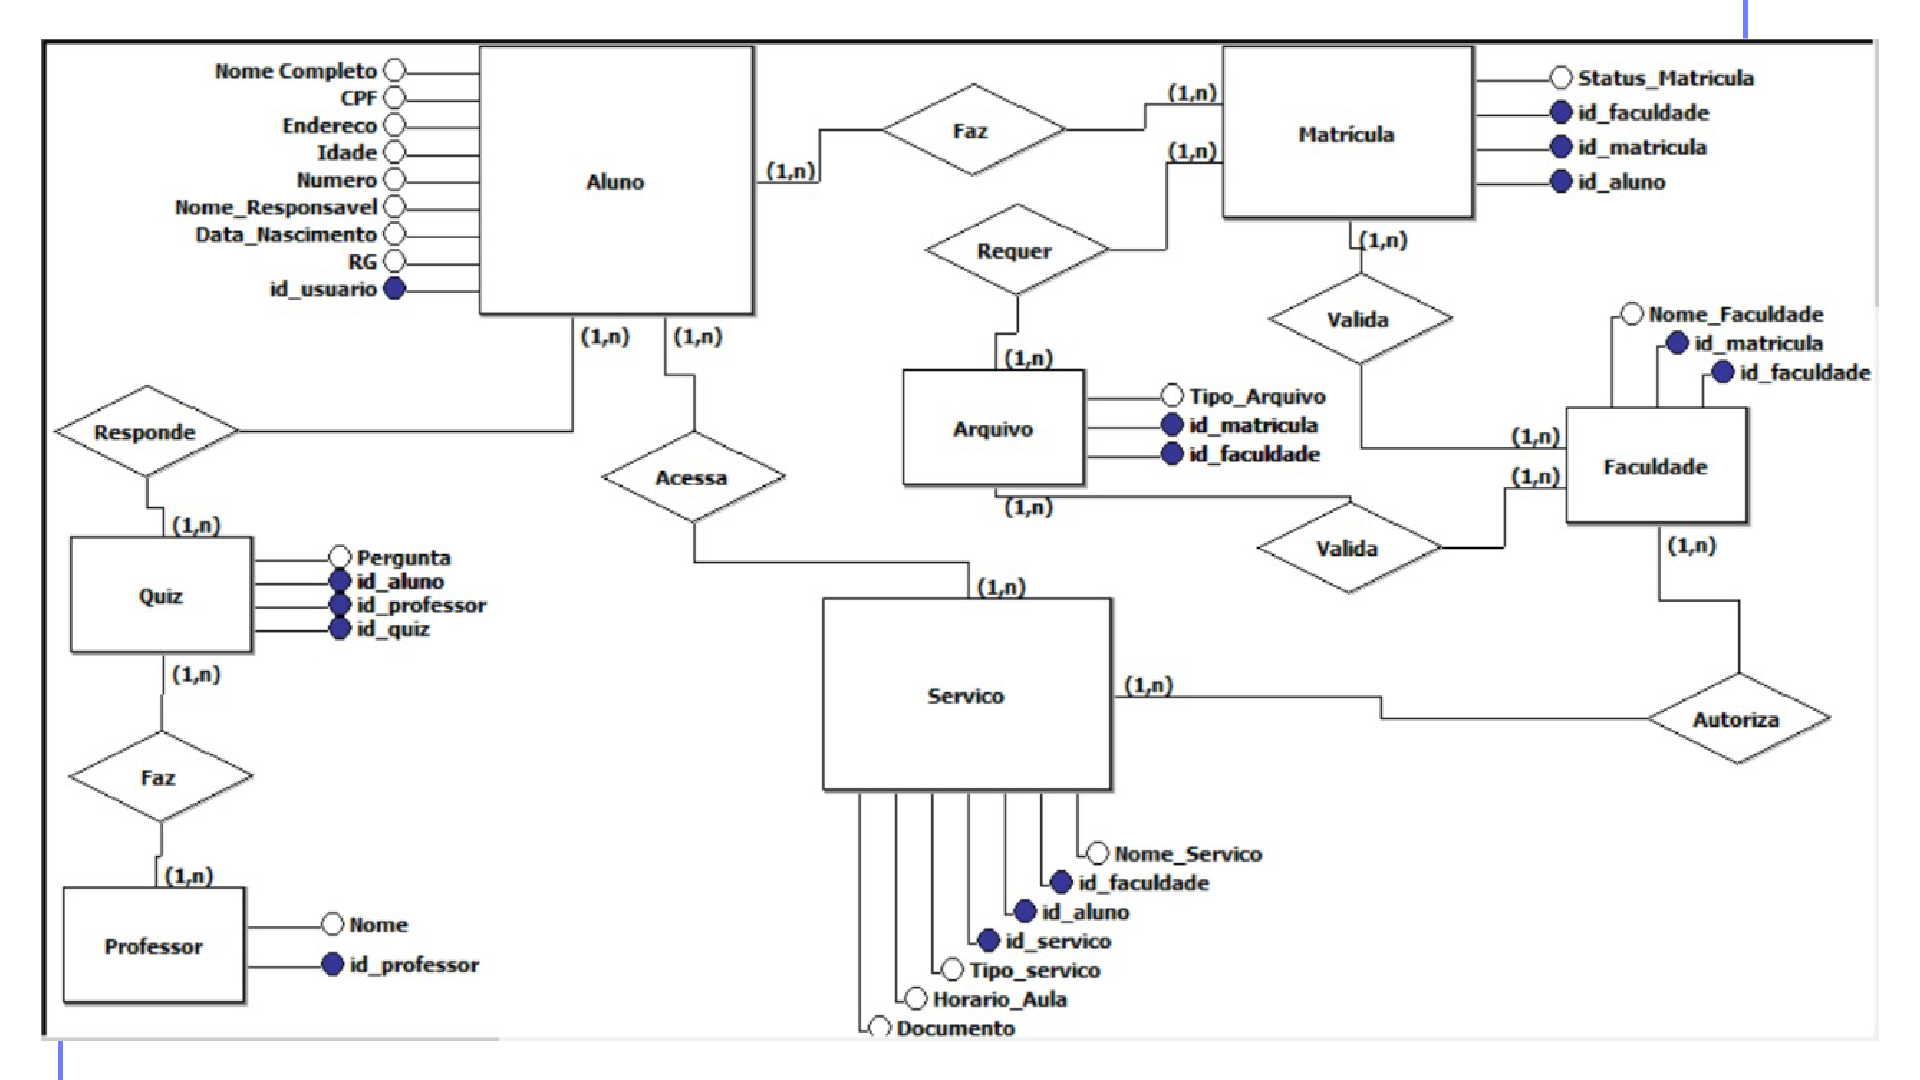 Nome Completo
CPF
Endereco
Idade
Numero
Nome_Responsavel
Data_Nascimento
RG
id_usuario
Aluno
(1,n)
Faz
(1,n)
(1,n)
Matrícula
Status_Matricula
id_faculdade
id_matricula
id_aluno
Requer
(1,n)
Valida
(1,n)
(1,n)
Nome_Faculdade
id_matricula
id_faculdade
(1,n)
Arquivo
Tipo_Arquivo
id_matricula
id_faculdade
(1,n)
Responde
Acessa
(1,n)
(1,n)
Faculdade
(1,n)
Valida
(1,n)
Quiz
Pergunta
id_aluno
id_professor
id_quiz
(1,n)
(1,n)
Servico
(1,n)
Autoriza
Faz
(1,n)
Professor
Nome
id_professor
Nome_Servico
id_faculdade
id_aluno
id_servico
Tipo_servico
Horario_Aula
Documento